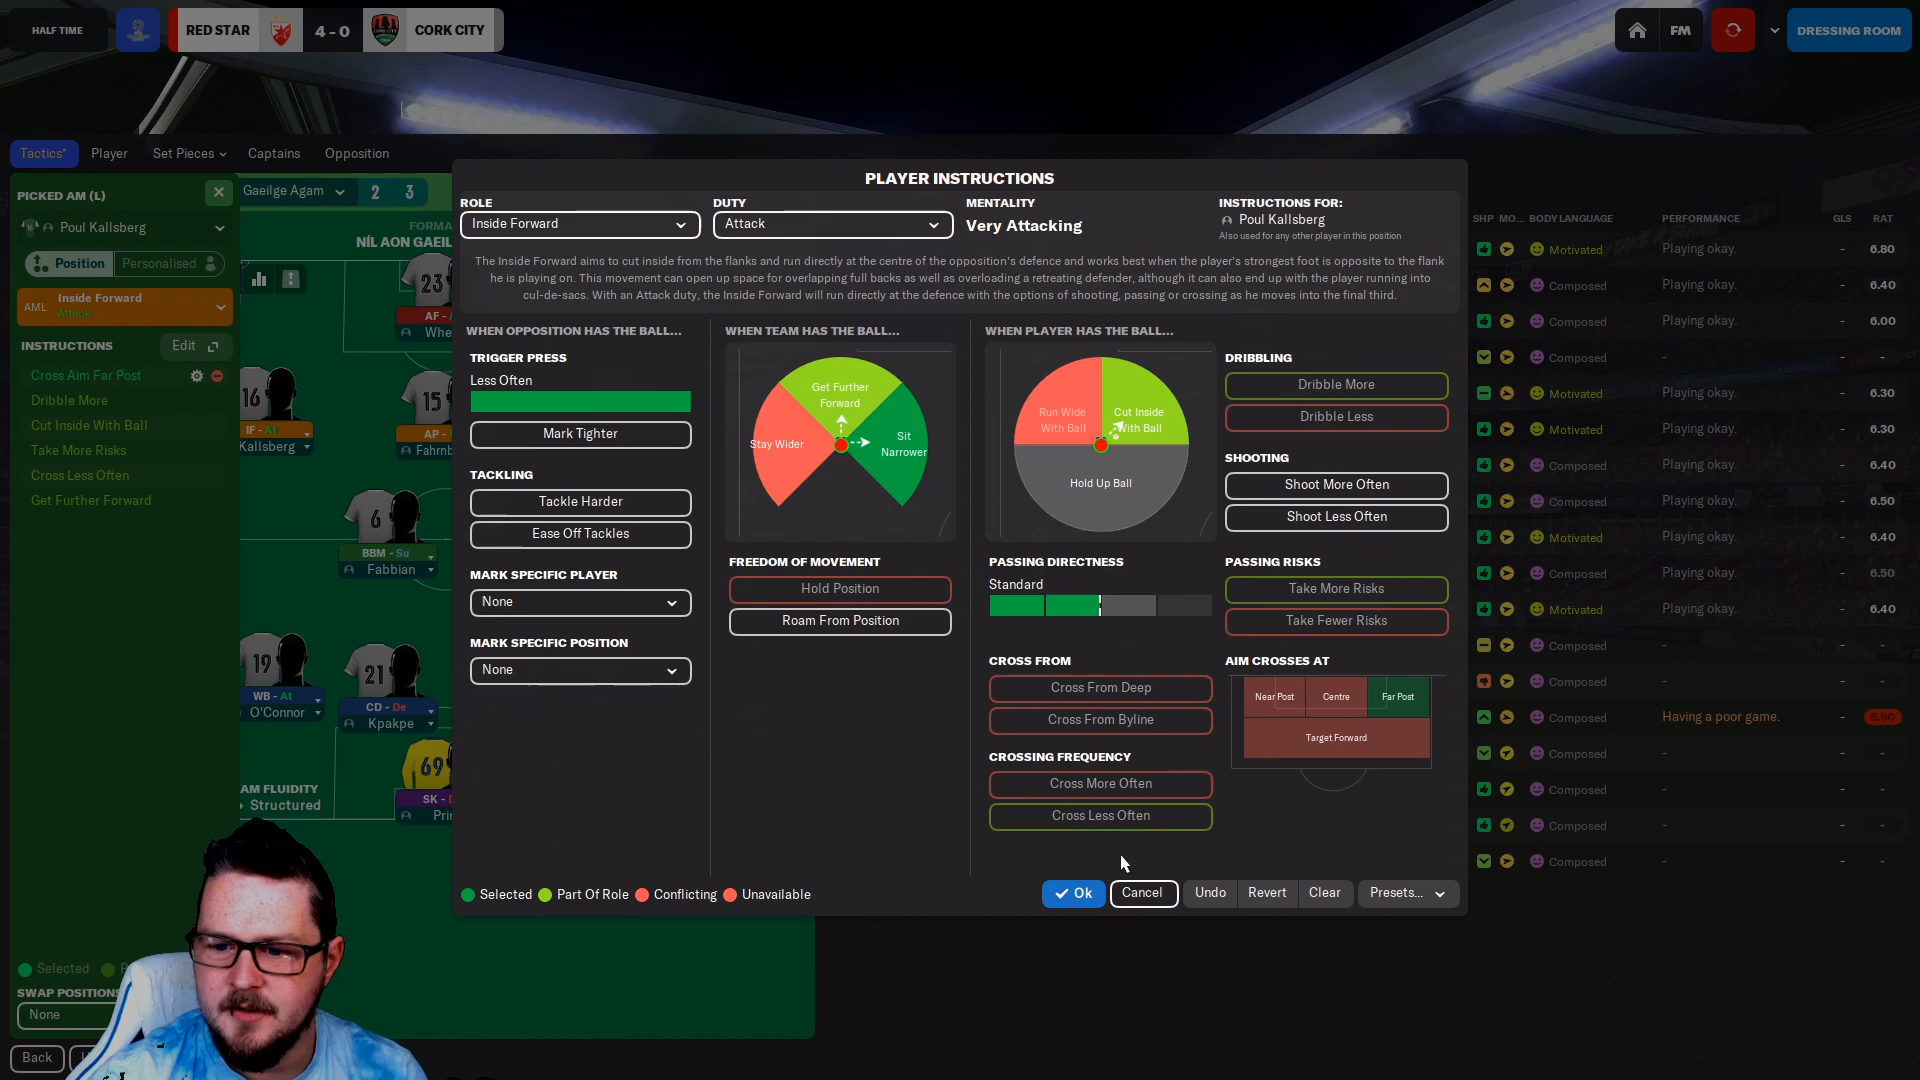 HALF TIME
RED STAR
4 - 0
CORK CITY
FM
DRESSING ROOM
Tactics*
Player
Set Pieces
Captains
Opposition
PICKED AM (L)
Gaeilge Agam
2
3
Poul Kallsberg
Position
Personalised
AML
Inside Forward
Attack
INSTRUCTIONS
Edit
Cross Aim Far Post
Dribble More
Cut Inside With Ball
Take More Risks
Cross Less Often
Get Further Forward
Selected
SWAP POSITIONS
None
Back
FORMA
NÍL AON GAEIL
23
AF -
Whe
16
IF - At
Kallsberg
15
AP -
Fahrnb
6
BBM - Su
Fabbian
19
WB - At
O'Connor
21
CD - De
Kpakpe
69
SK -
Pri
AM FLUIDITY
Structured
PLAYER INSTRUCTIONS
ROLE
Inside Forward
DUTY
Attack
MENTALITY
Very Attacking
INSTRUCTIONS FOR:
Poul Kallsberg
Also used for any other player in this position
The Inside Forward aims to cut inside from the flanks and run directly at the centre of the opposition's defence and works best when the player's strongest foot is opposite to the flank
he is playing on. This movement can open up space for overlapping full backs as well as overloading a retreating defender, although it can also end up with the player running into
cul-de-sacs. With an Attack duty, the Inside Forward will run directly at the defence with the options of shooting, passing or crossing as he moves into the final third.
WHEN OPPOSITION HAS THE BALL...
TRIGGER PRESS
Less Often
Mark Tighter
TACKLING
Tackle Harder
Ease Off Tackles
MARK SPECIFIC PLAYER
None
MARK SPECIFIC POSITION
None
WHEN TEAM HAS THE BALL...
Get Further
Forward
Stay Wider
Sit
Narrower
FREEDOM OF MOVEMENT
Hold Position
Roam From Position
WHEN PLAYER HAS THE BALL...
Run Wide
With Ball
Cut Inside
With Ball
Hold Up Ball
PASSING DIRECTNESS
Standard
CROSS FROM
Cross From Deep
Cross From Byline
CROSSING FREQUENCY
Cross More Often
Cross Less Often
DRIBBLING
Dribble More
Dribble Less
SHOOTING
Shoot More Often
Shoot Less Often
PASSING RISKS
Take More Risks
Take Fewer Risks
AIM CROSSES AT
Near Post
Centre
Far Post
Target Forward
Selected
Part Of Role
Conflicting
Unavailable
Ok
Cancel
Undo
Revert
Clear
Presets...
SHP MO... BODY LANGUAGE PERFORMANCE GLS RAT
Motivated Playing okay. - 6.80
Composed Playing okay. - 6.40
Composed Playing okay. - 6.00
Composed - - -
Motivated Playing okay. - 6.30
Motivated Playing okay. - 6.30
Composed Playing okay. - 6.40
Composed Playing okay. - 6.50
Motivated Playing okay. - 6.40
Composed Playing okay. - 6.50
Motivated Playing okay. - 6.40
Composed - - -
Composed - - -
Composed Having a poor game. - 5.90
Composed - - -
Composed - - -
Composed - - -
Composed - - -